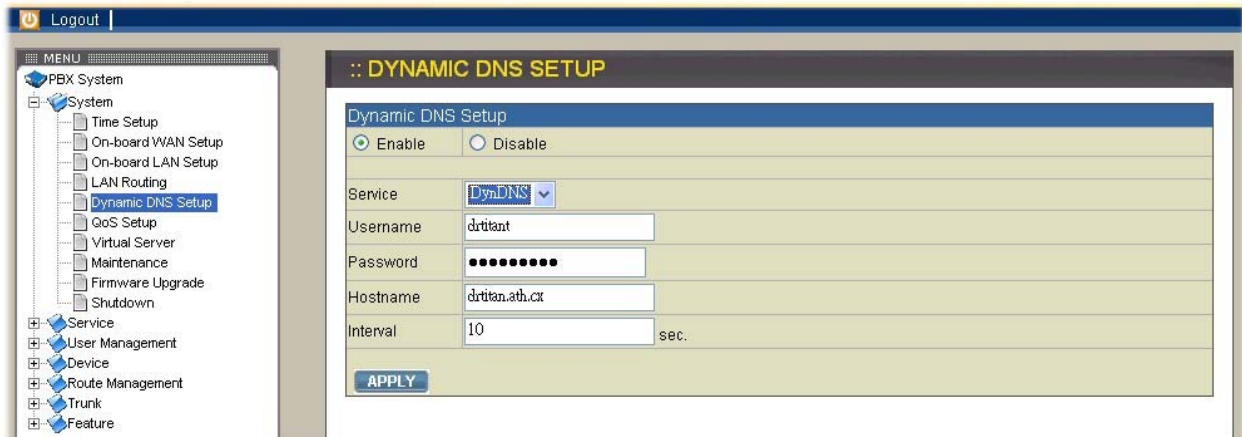 Logout
MENU
PBX System
System
Time Setup
On-board WAN Setup
On-board LAN Setup
LAN Routing
Dynamic DNS Setup
QoS Setup
Virtual Server
Maintenance
Firmware Upgrade
Shutdown
Service
User Management
Device
Route Management
Trunk
Feature
:: DYNAMIC DNS SETUP
Dynamic DNS Setup
Enable Disable
Service DynDNS
Username drtitant
Password ●●●●●●●●●
Hostname drtitan.ath.cx
Interval 10 sec.
APPLY